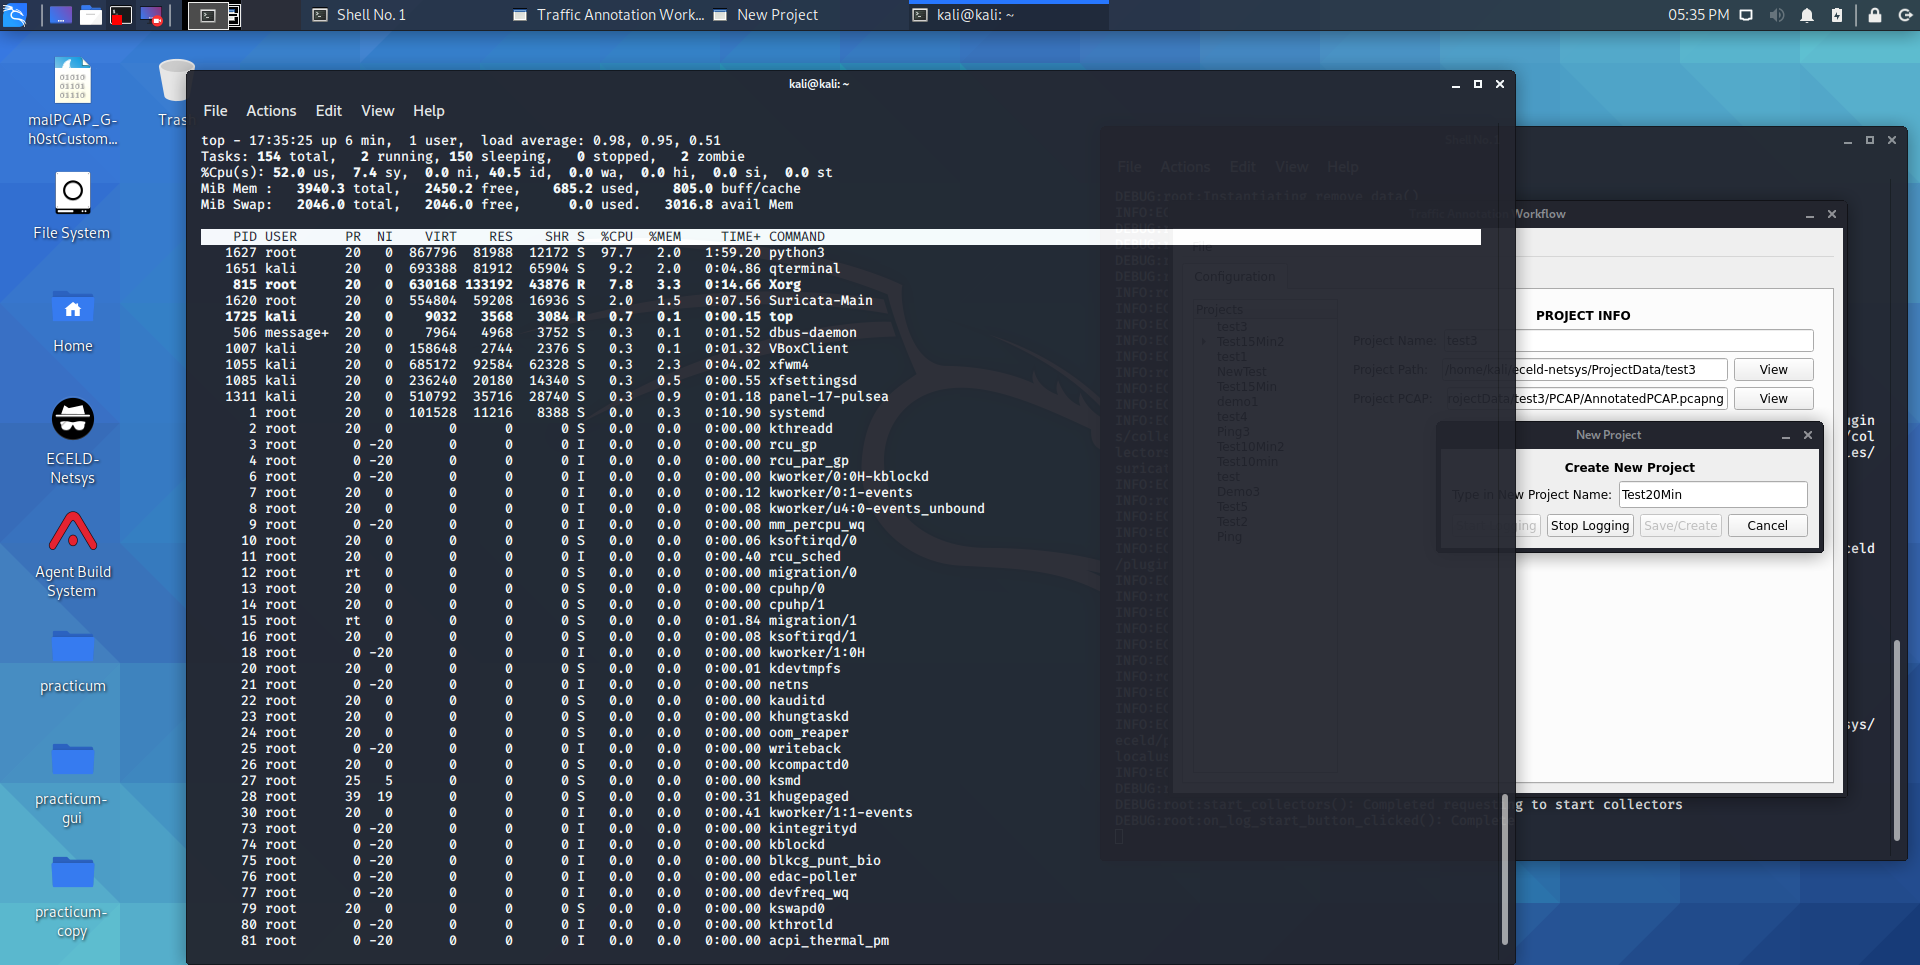 Shell No. 1
Traffic Annotation Work...
New Project
kali@kali: ~
05:35 PM
malPCAP_G-
h0stCustom...
File System
Home
ECELD-
Netsys
Agent Build
System
practicum
practicum-
gui
practicum-
copy
kali@kali: ~
File Actions Edit View Help
top - 17:35:25 up 6 min, 1 user, load average: 0.98, 0.95, 0.51
Tasks: 154 total, 2 running, 150 sleeping, 0 stopped, 2 zombie
%Cpu(s): 52.0 us, 7.4 sy, 0.0 ni, 40.5 id, 0.0 wa, 0.0 hi, 0.0 si, 0.0 st
MiB Mem : 3940.3 total, 2450.2 free, 685.2 used, 805.0 buff/cache
MiB Swap: 2046.0 total, 2046.0 free, 0.0 used. 3016.8 avail Mem
PID USER PR NI VIRT RES SHR S %CPU %MEM TIME+ COMMAND
1627 root 20 0 867796 81988 12172 S 97.7 2.0 1:59.20 python3
1651 kali 20 0 693388 81912 65904 S 9.2 2.0 0:04.86 qterminal
815 root 20 0 630168 133192 43876 R 7.8 3.3 0:14.66 Xorg
1620 root 20 0 554804 59208 16936 S 2.0 1.5 0:07.56 Suricata-Main
1725 kali 20 0 9032 3568 3084 R 0.7 0.1 0:00.15 top
506 message+ 20 0 7964 4968 3752 S 0.3 0.1 0:01.52 dbus-daemon
1007 kali 20 0 158648 2744 2376 S 0.3 0.1 0:01.32 VBoxClient
1055 kali 20 0 685172 92584 62328 S 0.3 2.3 0:04.02 xfwm4
1085 kali 20 0 236240 20180 14340 S 0.3 0.5 0:00.55 xfsettingsd
1311 kali 20 0 510792 35716 28740 S 0.3 0.9 0:01.18 panel-17-pulsea
1 root 20 0 101528 11216 8388 S 0.0 0.3 0:10.90 systemd
2 root 20 0 0 0 0 S 0.0 0.0 0:00.00 kthreadd
3 root 0 -20 0 0 0 I 0.0 0.0 0:00.00 rcu_gp
4 root 0 -20 0 0 0 I 0.0 0.0 0:00.00 rcu_par_gp
6 root 0 -20 0 0 0 I 0.0 0.0 0:00.00 kworker/0:0H-kblockd
7 root 20 0 0 0 0 I 0.0 0.0 0:00.12 kworker/0:1-events
8 root 20 0 0 0 0 I 0.0 0.0 0:00.08 kworker/u4:0-events_unbound
9 root 0 -20 0 0 0 I 0.0 0.0 0:00.00 mm_percpu_wq
10 root 20 0 0 0 0 S 0.0 0.0 0:00.06 ksoftirqd/0
11 root 20 0 0 0 0 I 0.0 0.0 0:00.40 rcu_sched
12 root rt 0 0 0 0 S 0.0 0.0 0:00.00 migration/0
13 root 20 0 0 0 0 S 0.0 0.0 0:00.00 cpuhp/0
14 root 20 0 0 0 0 S 0.0 0.0 0:00.00 cpuhp/1
15 root rt 0 0 0 0 S 0.0 0.0 0:01.84 migration/1
16 root 20 0 0 0 0 S 0.0 0.0 0:00.08 ksoftirqd/1
18 root 0 -20 0 0 0 I 0.0 0.0 0:00.00 kworker/1:0H
20 root 20 0 0 0 0 S 0.0 0.0 0:00.01 kdevtmpfs
21 root 0 -20 0 0 0 I 0.0 0.0 0:00.00 netns
22 root 20 0 0 0 0 S 0.0 0.0 0:00.00 kauditd
23 root 20 0 0 0 0 S 0.0 0.0 0:00.00 khungtaskd
24 root 20 0 0 0 0 S 0.0 0.0 0:00.00 oom_reaper
25 root 0 -20 0 0 0 I 0.0 0.0 0:00.00 writeback
26 root 20 0 0 0 0 S 0.0 0.0 0:00.00 kcompactd0
27 root 25 5 0 0 0 S 0.0 0.0 0:00.00 ksmd
28 root 39 19 0 0 0 S 0.0 0.0 0:00.31 khugepaged
30 root 20 0 0 0 0 I 0.0 0.0 0:00.41 kworker/1:1-events
73 root 0 -20 0 0 0 I 0.0 0.0 0:00.00 kintegrityd
74 root 0 -20 0 0 0 I 0.0 0.0 0:00.00 kblockd
75 root 0 -20 0 0 0 I 0.0 0.0 0:00.00 blkcg_punt_bio
76 root 0 -20 0 0 0 I 0.0 0.0 0:00.00 edac-poller
77 root 0 -20 0 0 0 I 0.0 0.0 0:00.00 devfreq_wq
79 root 20 0 0 0 0 S 0.0 0.0 0:00.00 kswapd0
80 root 0 -20 0 0 0 I 0.0 0.0 0:00.00 kthrotld
81 root 0 -20 0 0 0 I 0.0 0.0 0:00.00 acpi_thermal_pm
File Actions Edit View Help
DEBUG:root:Instantiating remove_data()
Workflow
Configuration
Projects
test3
Test15Min2
test1
NewTest
Test15Min
demo1
test4
Ping3
Test10Min2
Test10min
test
Demo3
Test5
Test2
Ping
PROJECT INFO
Project Name: test3
Project Path: /home/kali/eceld-netsys/ProjectData/test3 View
Project PCAP: rojectData/test3/PCAP/AnnotatedPCAP.pcapng View
New Project
Create New Project
Type in New Project Name: Test20Min
Stop Logging Save/Create Cancel
DEBUG:root:start_collectors(): Completed requesting to start collectors
DEBUG:root:on_log_start_button_clicked(): Complete